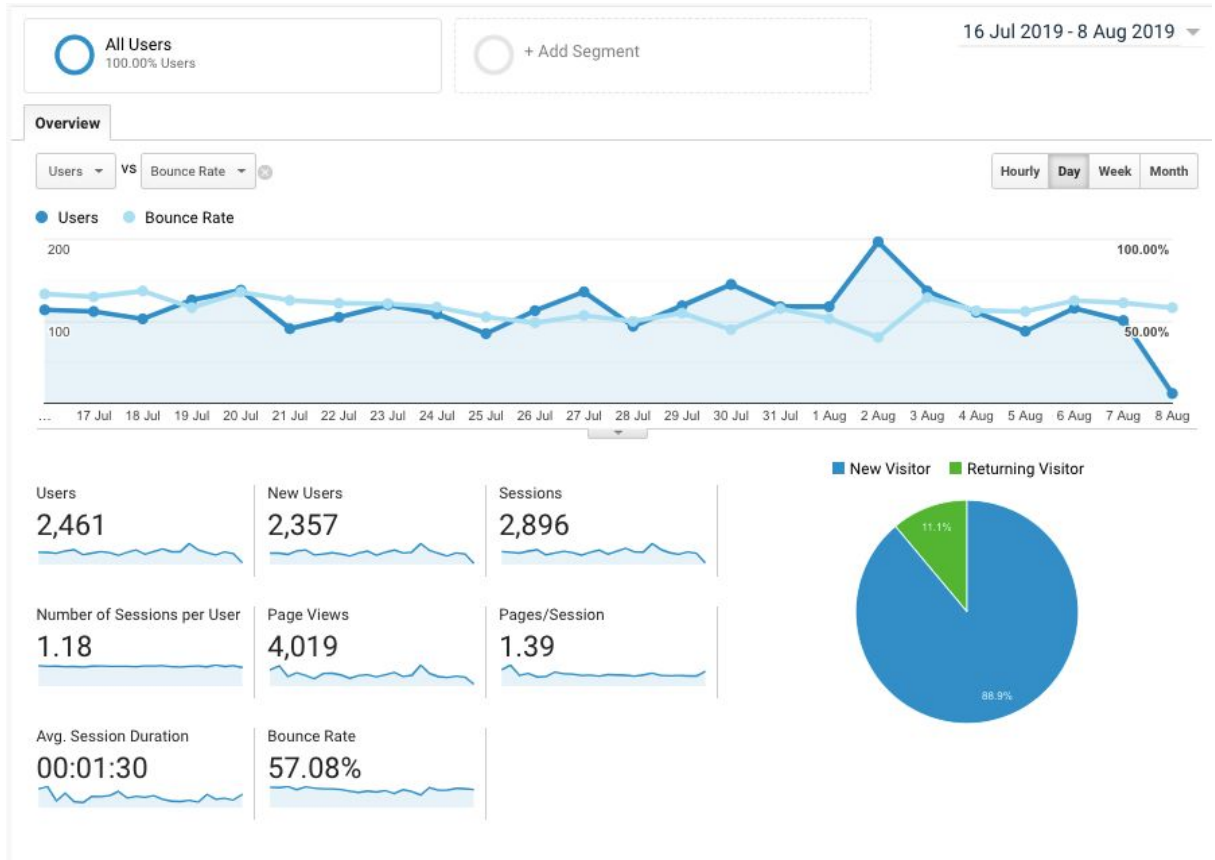 All Users
100.00% Users
+ Add Segment
16 Jul 2019 - 8 Aug 2019
Overview
Users VS Bounce Rate
Hourly Day Week Month
Users Bounce Rate
200 100.00%
100 50.00%
... 17 Jul 18 Jul 19 Jul 20 Jul 21 Jul 22 Jul 23 Jul 24 Jul 25 Jul 26 Jul 27 Jul 28 Jul 29 Jul 30 Jul 31 Jul 1 Aug 2 Aug 3 Aug 4 Aug 5 Aug 6 Aug 7 Aug 8 Aug
New Visitor Returning Visitor
Users New Users Sessions
2,461 2,357 2,896
11.1%
Number of Sessions per User Page Views Pages/Session
1.18 4,019 1.39
88.9%
Avg. Session Duration Bounce Rate
00:01:30 57.08%